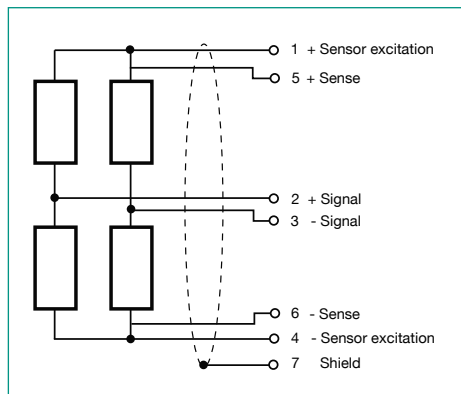 1 + Sensor excitation
5 + Sense
2 + Signal
3 - Signal
6 - Sense
4 - Sensor excitation
7 Shield